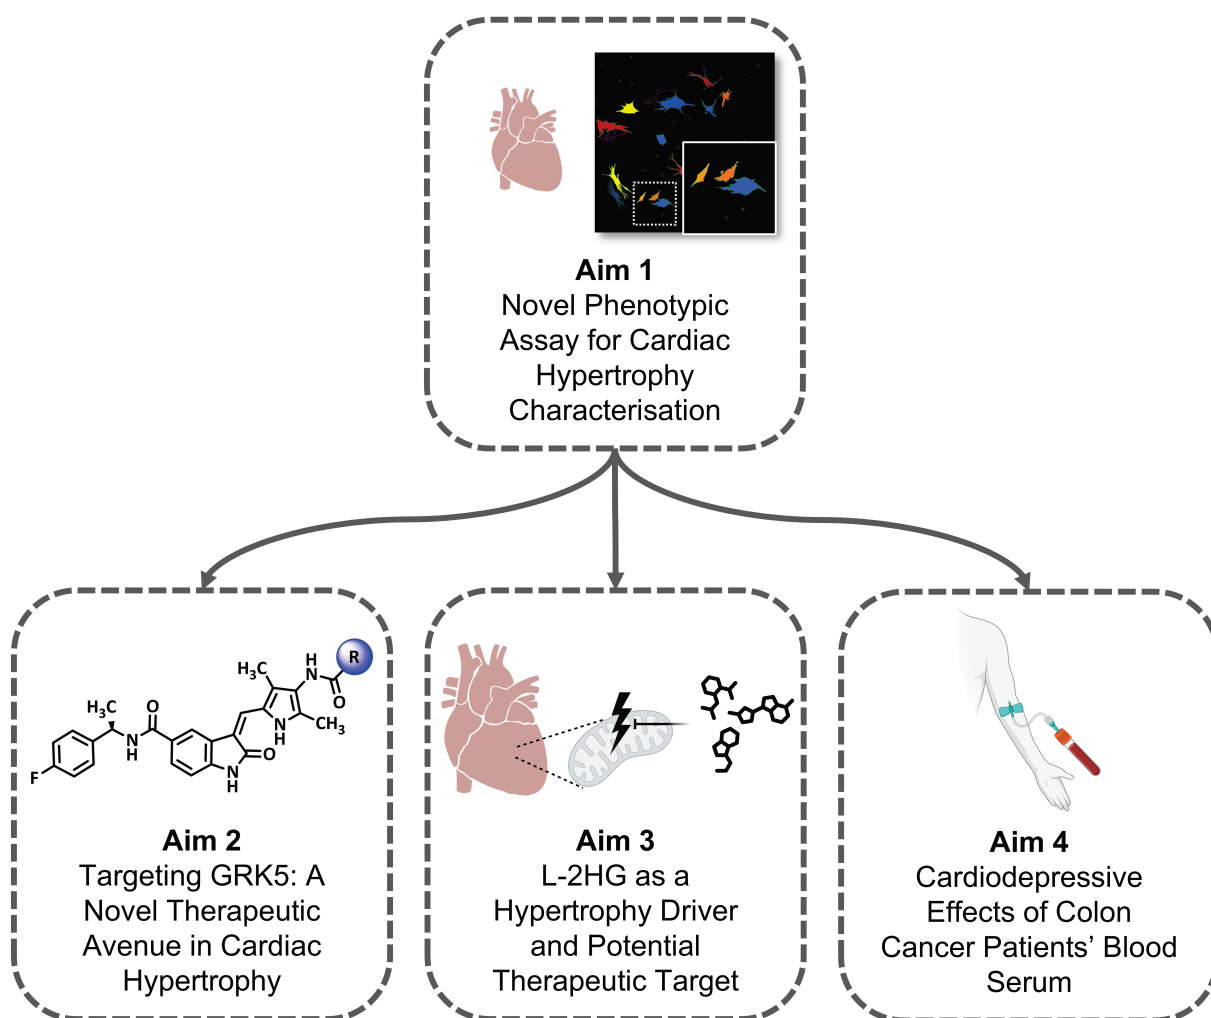 Aim 1
Novel Phenotypic
Assay for Cardiac
Hypertrophy
Characterisation
R
H
N
H₃C
O
N
H
CH₃
H₃C
O
N
H
O
N
H
F
Aim 2
Targeting GRK5: A
Novel Therapeutic
Avenue in Cardiac
Hypertrophy
Aim 3
L-2HG as a
Hypertrophy Driver
and Potential
Therapeutic Target
Aim 4
Cardiodepressive
Effects of Colon
Cancer Patients’ Blood
Serum